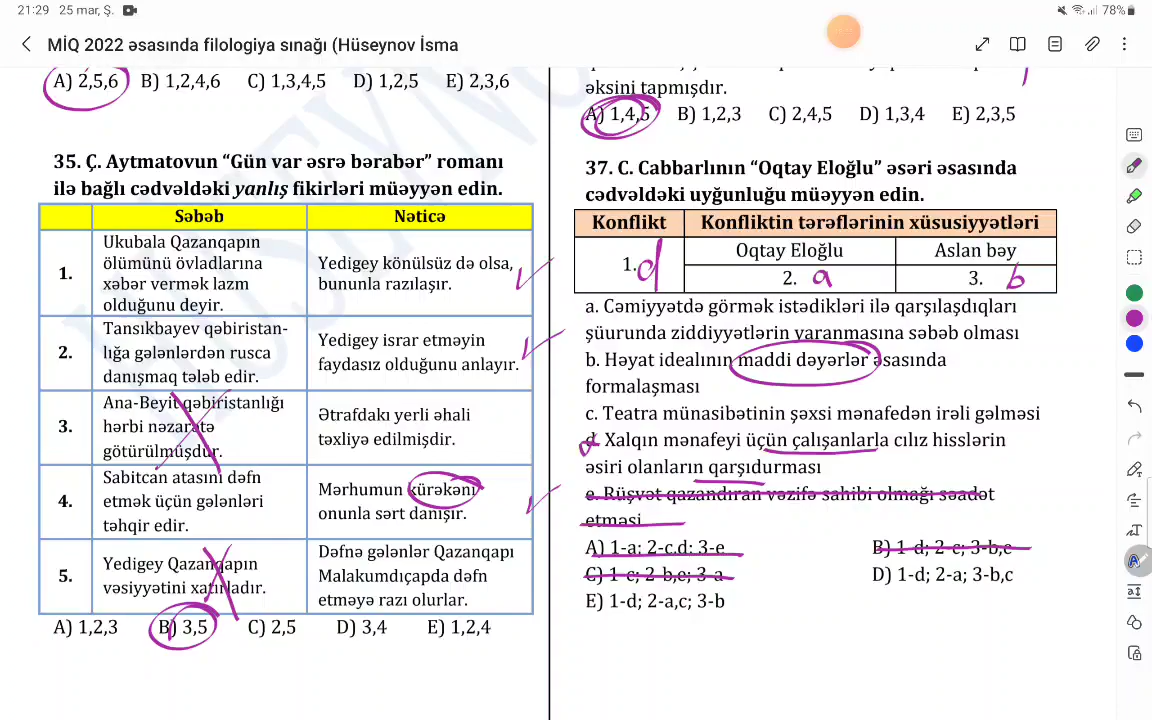 21:29 25 mar, Ş. 78%
MİQ 2022 əsasında filologiya sınağı (Hüseynov İsma
A) 2,5,6 B) 1,2,4,6 C) 1,3,4,5 D) 1,2,5 E) 2,3,6
35. Ç. Aytmatovun “Gün var əsrə bərabər” romanı
ilə bağlı cədvəldəki yanlış fikirləri müəyyən edin.
Səbəb Nəticə
1. Ukubala Qazanqapın
ölümünü övladlarına
xəbər vermək lazım
olduğunu deyir.
Yedigey könülsüz də olsa,
bununla razılaşır.
2. Tansıkbayev qəbiristan-
lığa gələnlərdən rusca
danışmaq tələb edir.
Yedigey israr etməyin
faydasız olduğunu anlayır.
3. Ana-Beyit qəbiristanlığı
hərbi nəzarətə
götürülmüşdür.
Ətrafdakı yerli əhali
təxliyə edilmişdir.
4. Sabitcan atasını dəfn
etmək üçün gələnləri
təhqir edir.
Mərhumun kürəkəni
onunla sərt danışır.
5. Yedigey Qazanqapın
vəsiyyətini xatırladır.
Dəfnə gələnlər Qazanqapı
Malakumdıçapda dəfn
etməyə razı olurlar.
A) 1,2,3 B) 3,5 C) 2,5 D) 3,4 E) 1,2,4
əksini tapmışdır.
A) 1,4,5 B) 1,2,3 C) 2,4,5 D) 1,3,4 E) 2,3,5
37. C. Cabbarlının “Oqtay Eloğlu” əsəri əsasında
cədvəldəki uyğunluğu müəyyən edin.
Konflikt Konfliktin tərəflərinin xüsusiyyətləri
1. d Oqtay Eloğlu Aslan bəy
2. a 3. b
a. Cəmiyyətdə görmək istədikləri ilə qarşılaşdıqları
şüurunda ziddiyyətlərin yaranmasına səbəb olması
b. Həyat idealının maddi dəyərlər əsasında
formalaşması
c. Teatra münasibətinin şəxsi mənafedən irəli gəlməsi
d. Xalqın mənafeyi üçün çalışanlarla cılız hisslərin
əsiri olanların qarşıdurması
e. Rüşvət qazandıran vəzifə sahibi olmağı səadət
etməsi
A) 1-a; 2-c,d; 3-e B) 1-d; 2-c; 3-b,e
C) 1-c; 2-b,e; 3-a D) 1-d; 2-a; 3-b,c
E) 1-d; 2-a,c; 3-b